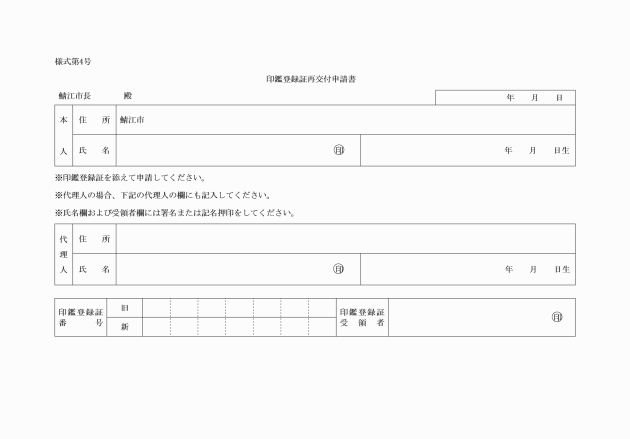 様式第4号
印鑑登録証再交付申請書
鯖江市長 殿
年 月 日
本人 住所 鯖江市
氏名 ㊞ 年 月 日生
※印鑑登録証を添えて申請してください。
※代理人の場合、下記の代理人の欄にも記入してください。
※氏名欄および受領者欄には署名または記名押印をしてください。
代理人 住所
氏名 ㊞ 年 月 日生
印鑑登録証番号 旧
新
印鑑登録証受領者 ㊞